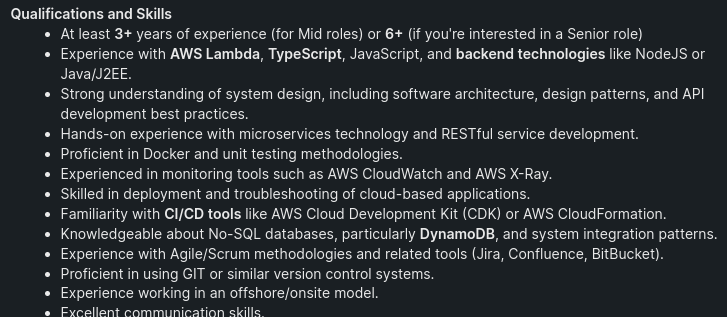 Qualifications and Skills
• At least 3+ years of experience (for Mid roles) or 6+ (if you're interested in a Senior role)
• Experience with AWS Lambda, TypeScript, JavaScript, and backend technologies like NodeJS or
Java/J2EE.
• Strong understanding of system design, including software architecture, design patterns, and API
development best practices.
• Hands-on experience with microservices technology and RESTful service development.
• Proficient in Docker and unit testing methodologies.
• Experienced in monitoring tools such as AWS CloudWatch and AWS X-Ray.
• Skilled in deployment and troubleshooting of cloud-based applications.
• Familiarity with CI/CD tools like AWS Cloud Development Kit (CDK) or AWS CloudFormation.
• Knowledgeable about No-SQL databases, particularly DynamoDB, and system integration patterns.
• Experience with Agile/Scrum methodologies and related tools (Jira, Confluence, BitBucket).
• Proficient in using GIT or similar version control systems.
• Experience working in an offshore/onsite model.
• Excellent communication skills.